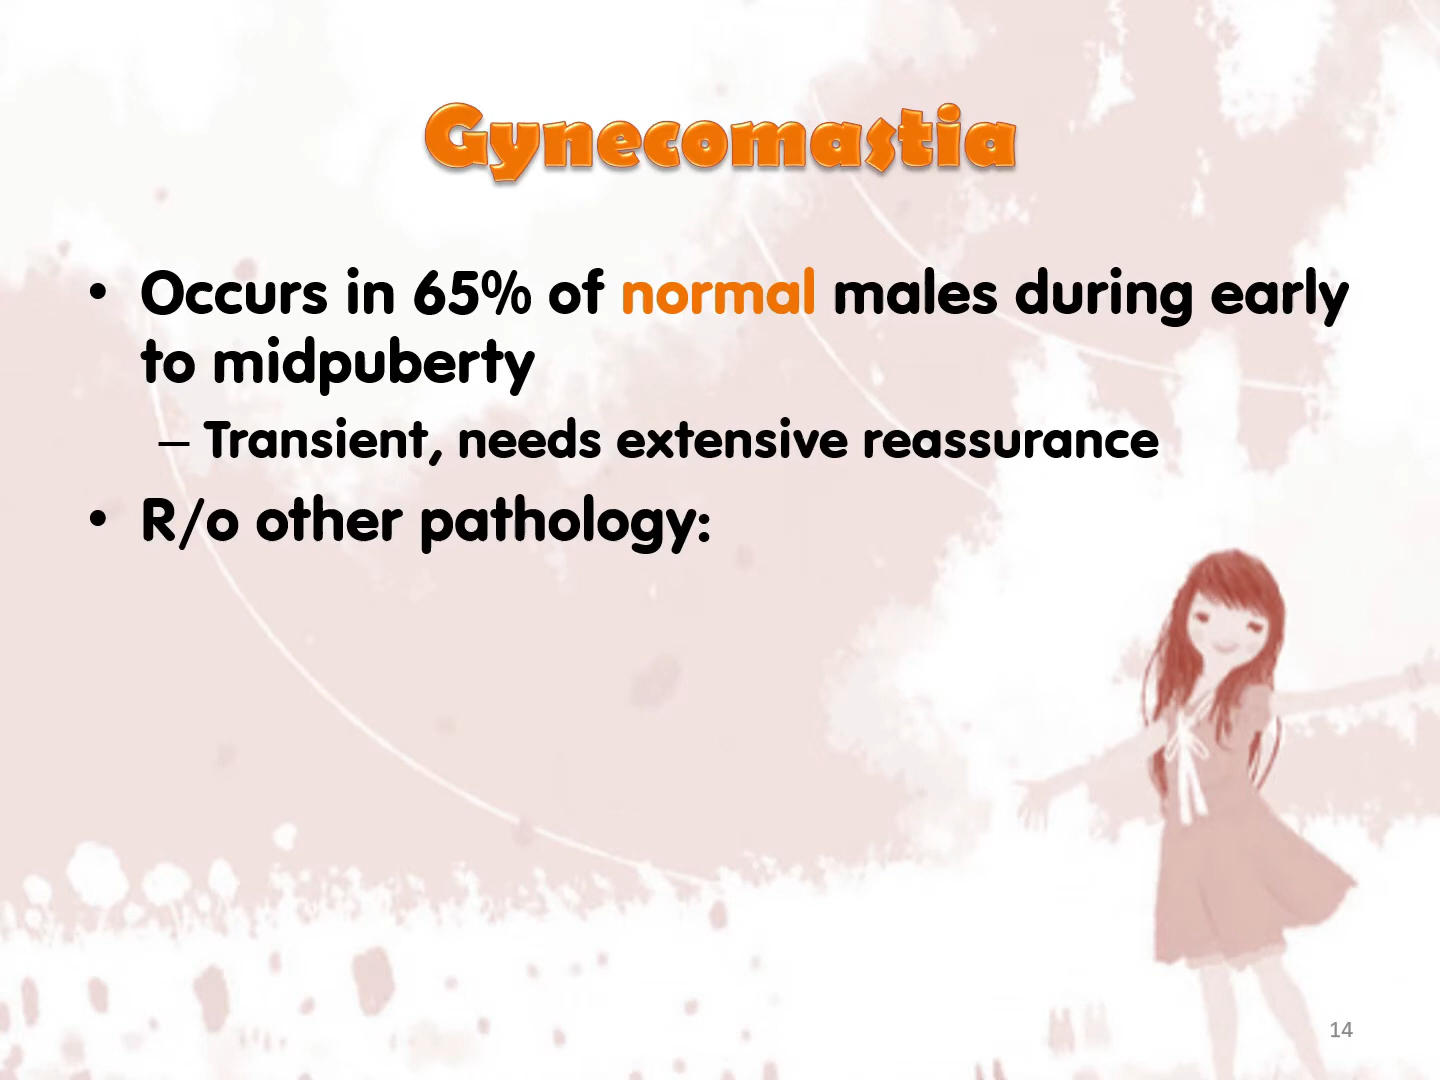 Gynecomastia
• Occurs in 65% of normal males during early
to midpuberty
– Transient, needs extensive reassurance
• R/o other pathology:
14